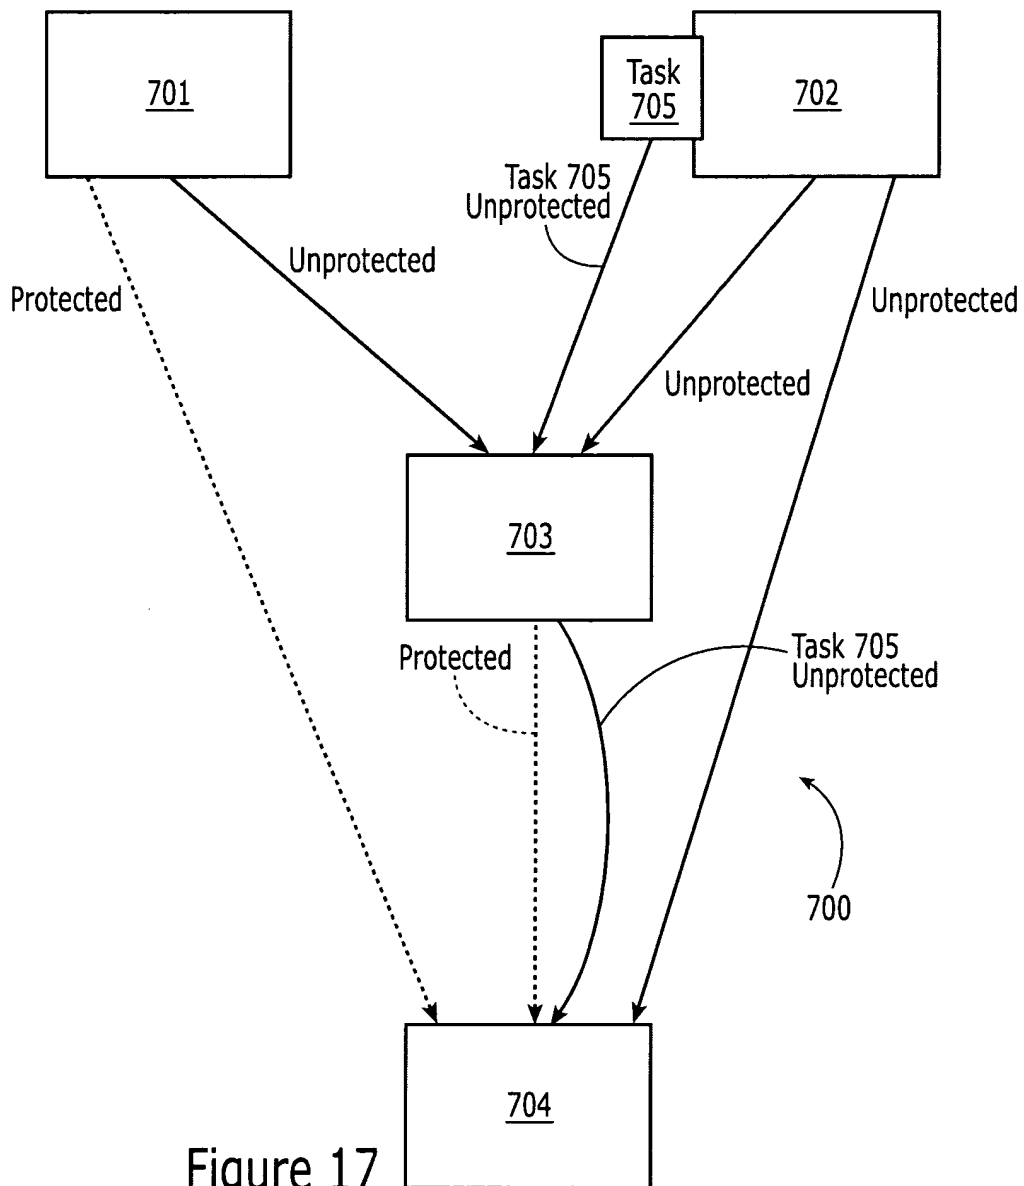 701
Task
705
702
Task 705
Unprotected
Unprotected
Protected
Unprotected
Unprotected
703
Protected
Task 705
Unprotected
700
704
Figure 17